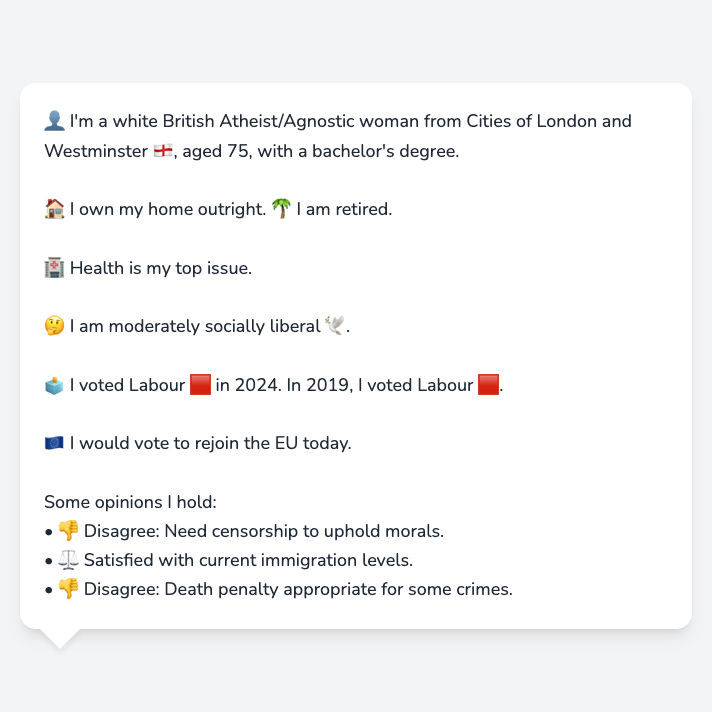 👤 I'm a white British Atheist/Agnostic woman from Cities of London and
Westminster 🏴󠁧󠁢󠁥󠁮󠁧󠁿, aged 75, with a bachelor's degree.
🏠 I own my home outright. 🌴 I am retired.
🏥 Health is my top issue.
🤔 I am moderately socially liberal 🕊️.
🗳️ I voted Labour 🟥 in 2024. In 2019, I voted Labour 🟥.
🇪🇺 I would vote to rejoin the EU today.
Some opinions I hold:
• 👎 Disagree: Need censorship to uphold morals.
• ⚖️ Satisfied with current immigration levels.
• 👎 Disagree: Death penalty appropriate for some crimes.